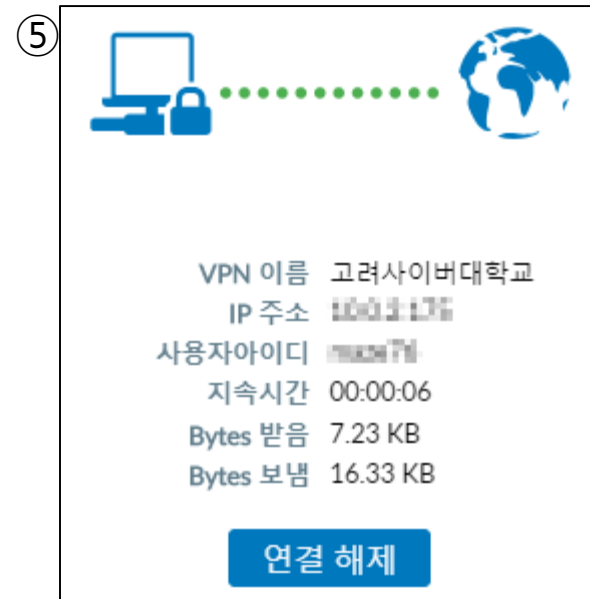 ⑤
VPN 이름 고려사이버대학교
IP 주소
사용자아이디
지속시간 00:00:06
Bytes 받음 7.23 KB
Bytes 보냄 16.33 KB
연결 해제